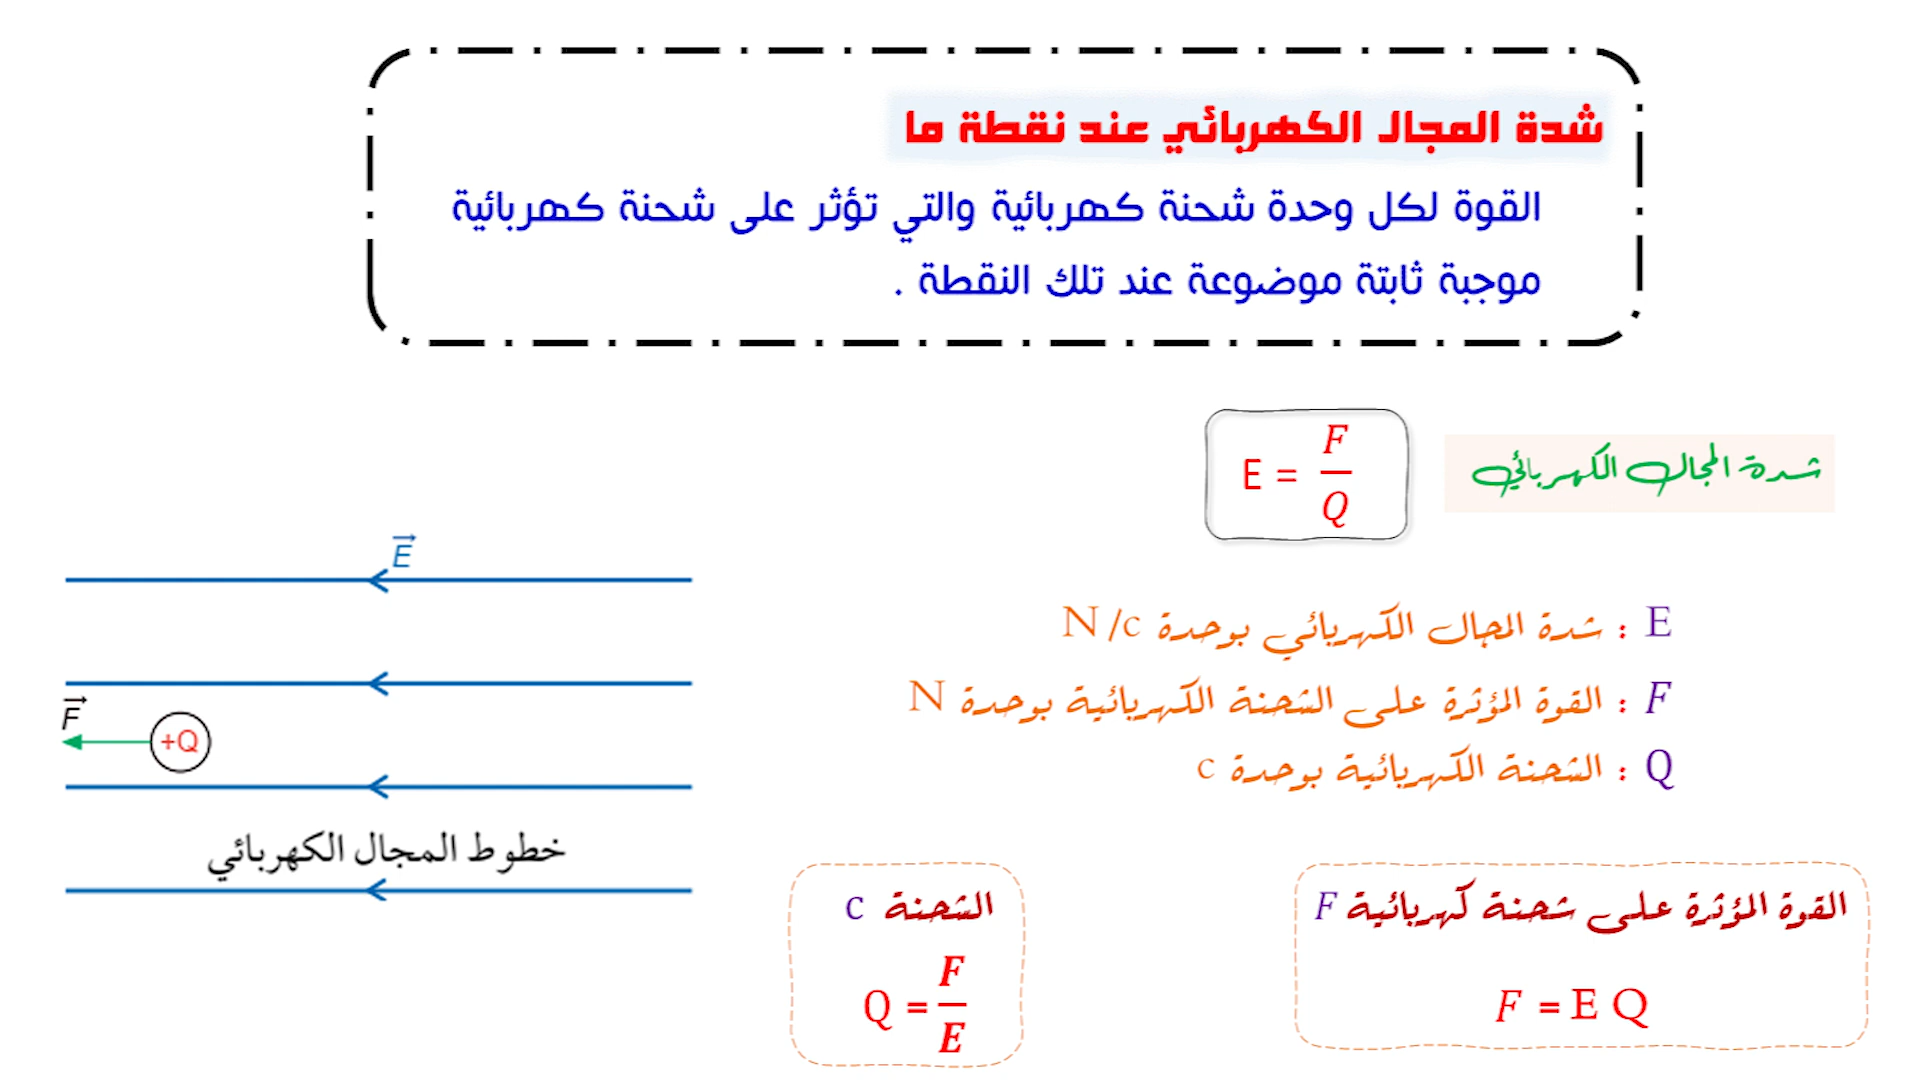 شدة المجال الكهربائي عند نقطة ما
القوة لكل وحدة شحنة كهربائية والتي تؤثر على شحنة كهربائية
موجبة ثابتة موضوعة عند تلك النقطة .
شدة المجال الكهربائي
E = F / Q
E : شدة المجال الكهربائي بوحدة N/c
F : القوة المؤثرة على الشحنة الكهربائية بوحدة N
Q : الشحنة الكهربائية بوحدة c
E
F
+Q
خطوط المجال الكهربائي
القوة المؤثرة على شحنة كهربائية F
F = E Q
الشحنة c
Q = F / E